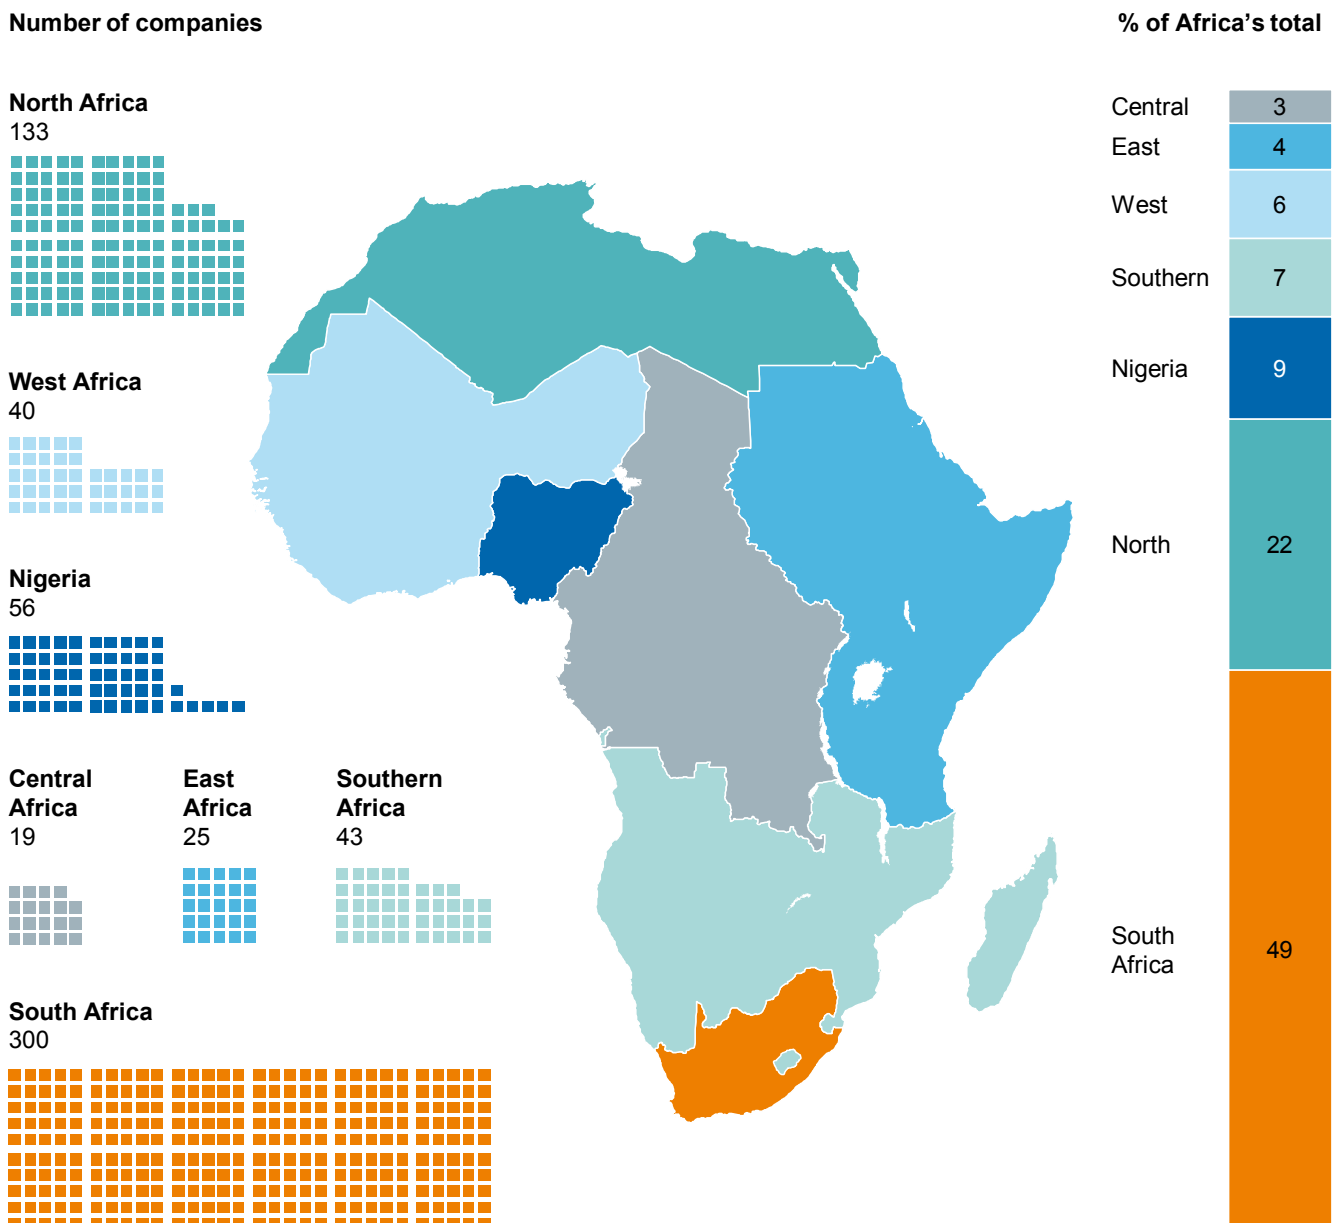 Number of companies
% of Africa's total
North Africa
133
West Africa
40
Nigeria
56
Central
Africa
19
East
Africa
25
Southern
Africa
43
South Africa
300
Central
3
East
4
West
6
Southern
7
Nigeria
9
North
22
South
Africa
49